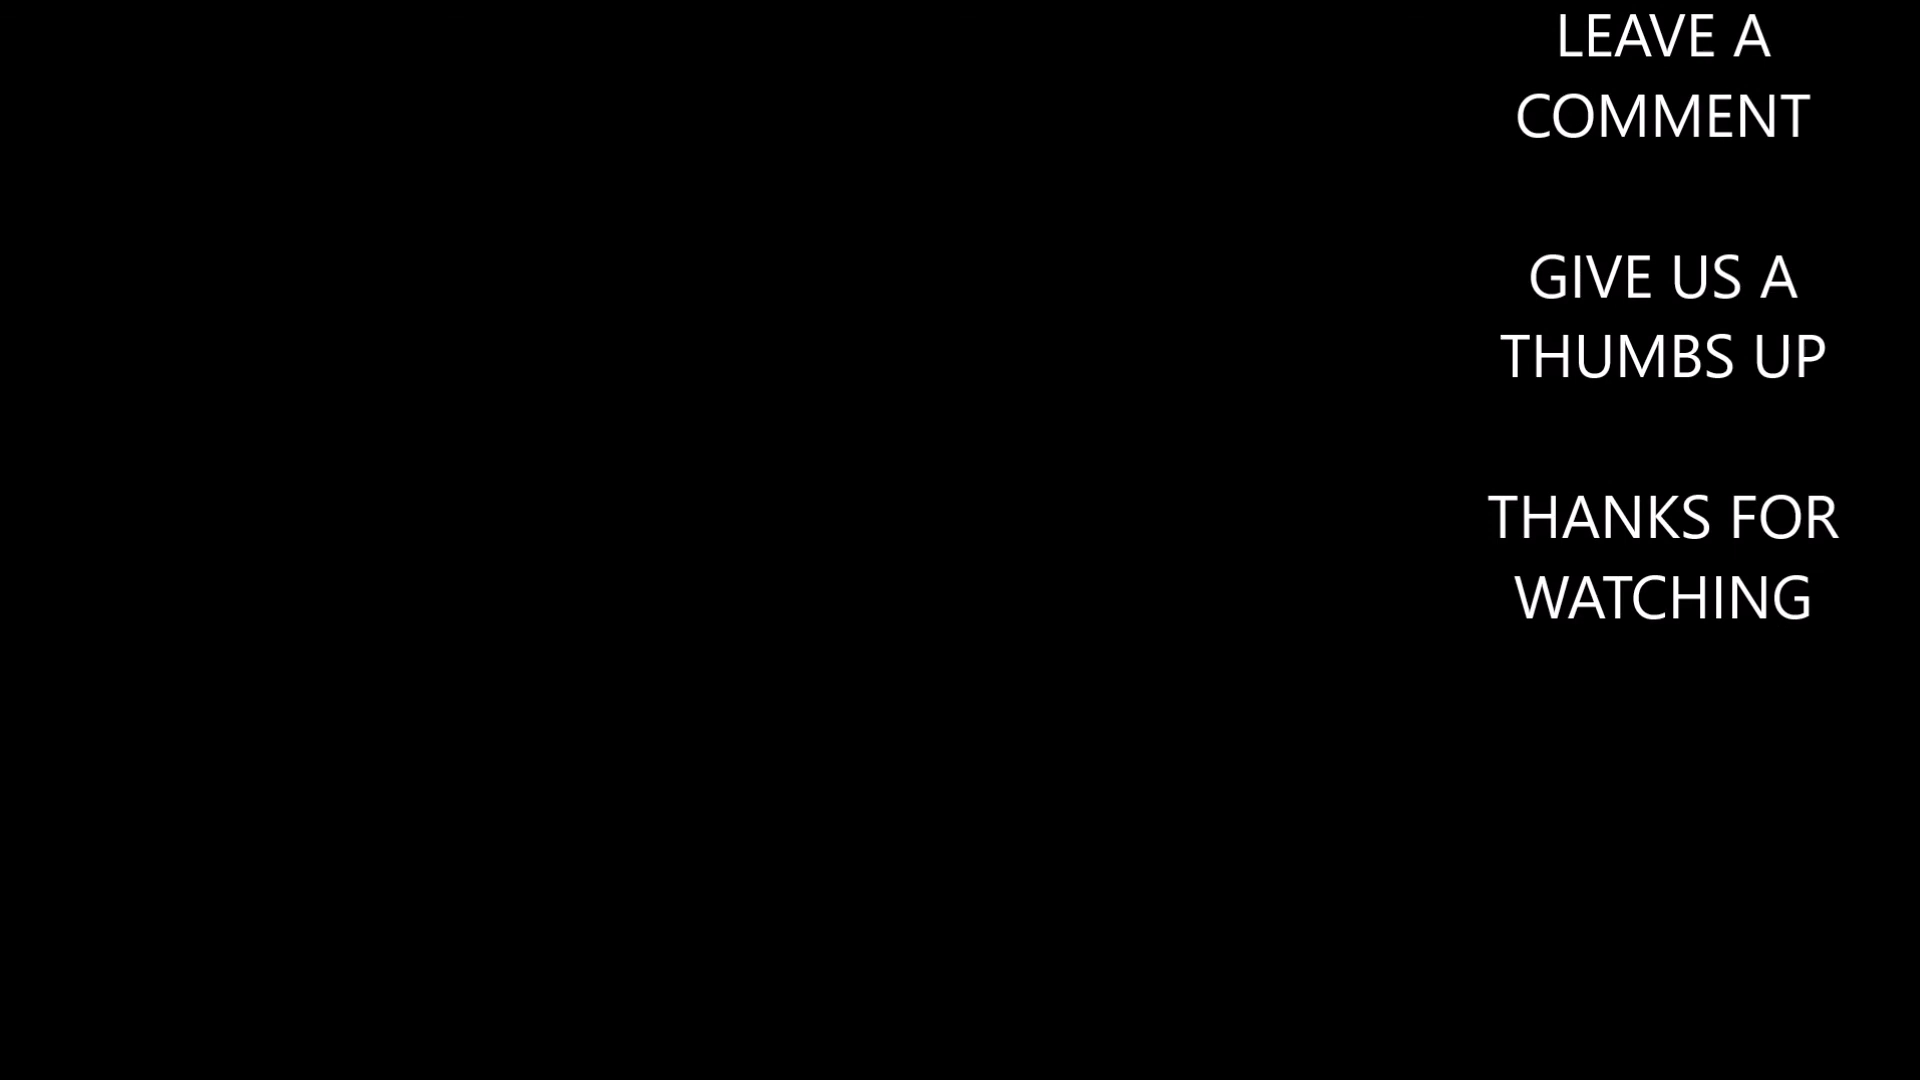 LEAVE A
COMMENT
GIVE US A
THUMBS UP
THANKS FOR
WATCHING